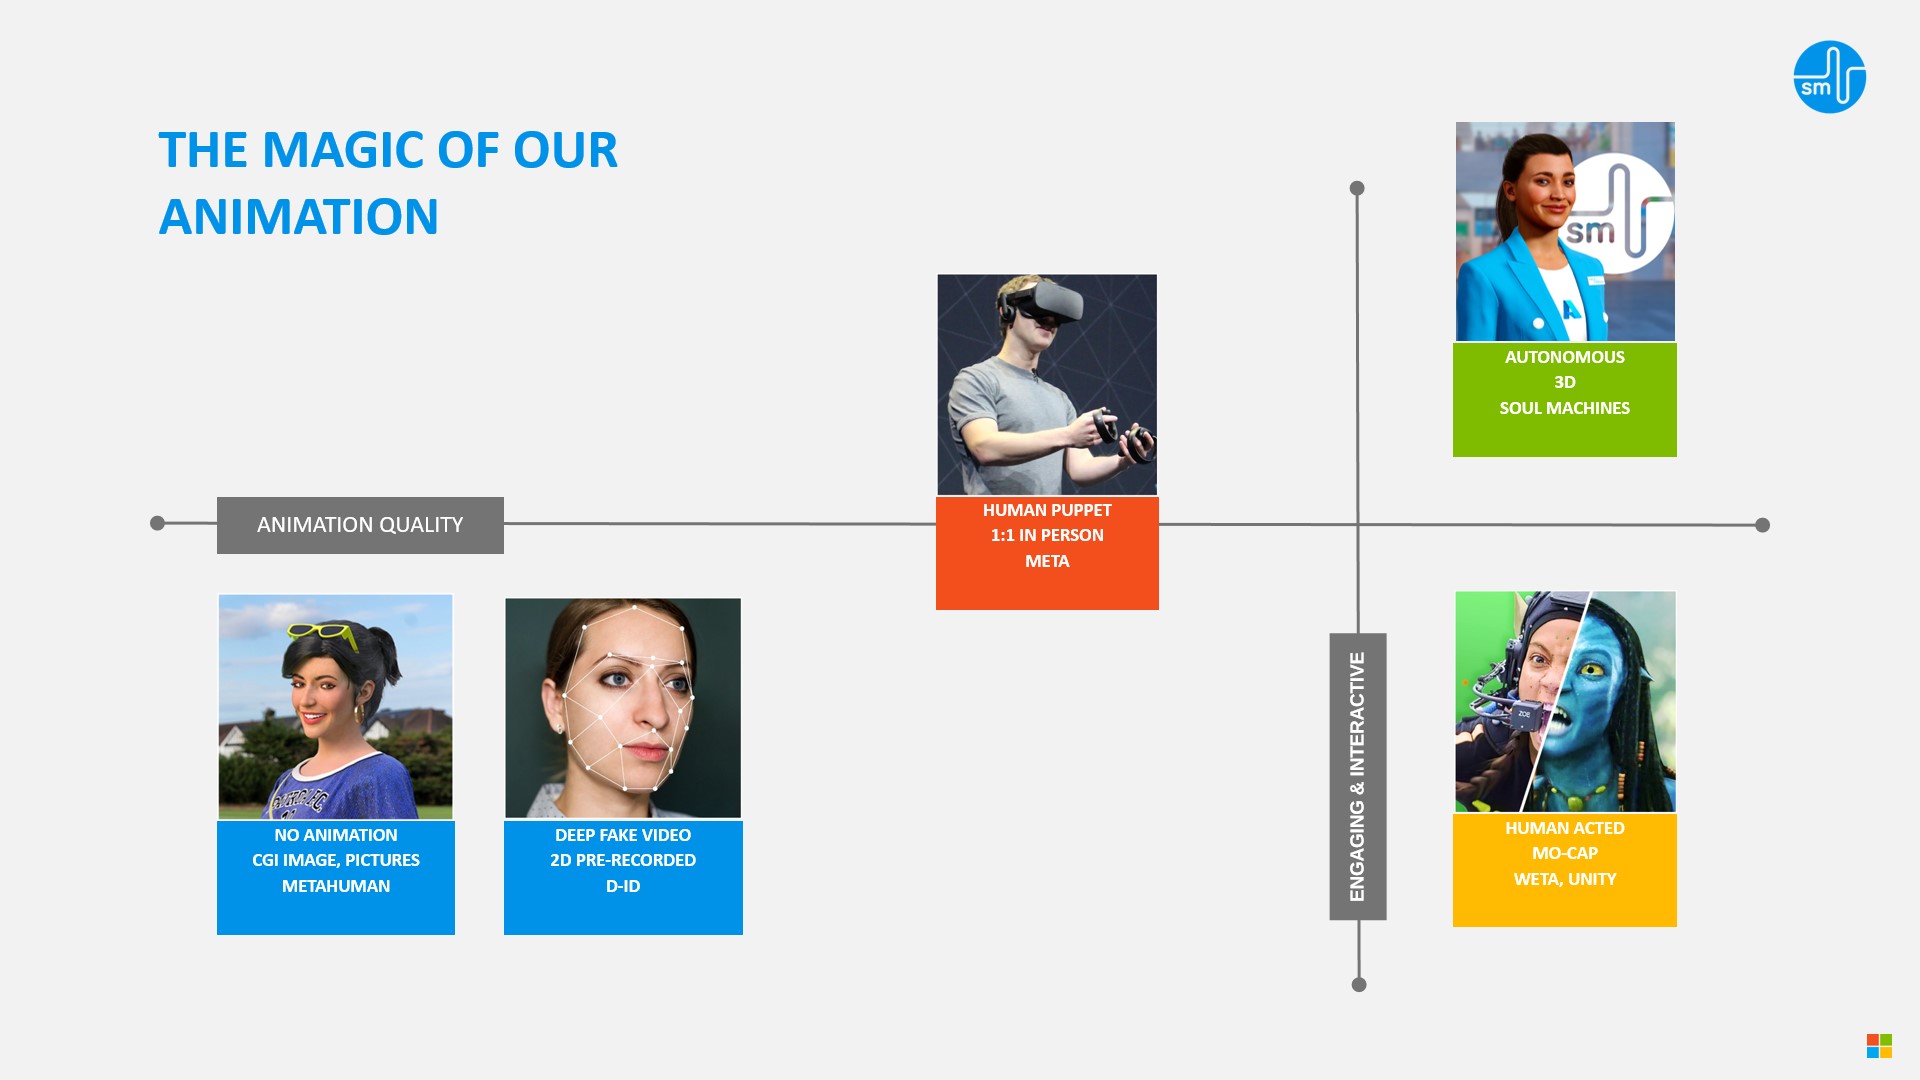 sm
THE MAGIC OF OUR
ANIMATION
sm
AUTONOMOUS
3D
SOUL MACHINES
HUMAN PUPPET
1:1 IN PERSON
META
ANIMATION QUALITY
NO ANIMATION
CGI IMAGE, PICTURES
METAHUMAN
DEEP FAKE VIDEO
2D PRE-RECORDED
D-ID
ENGAGING & INTERACTIVE
ZOE
HUMAN ACTED
MO-CAP
WETA, UNITY